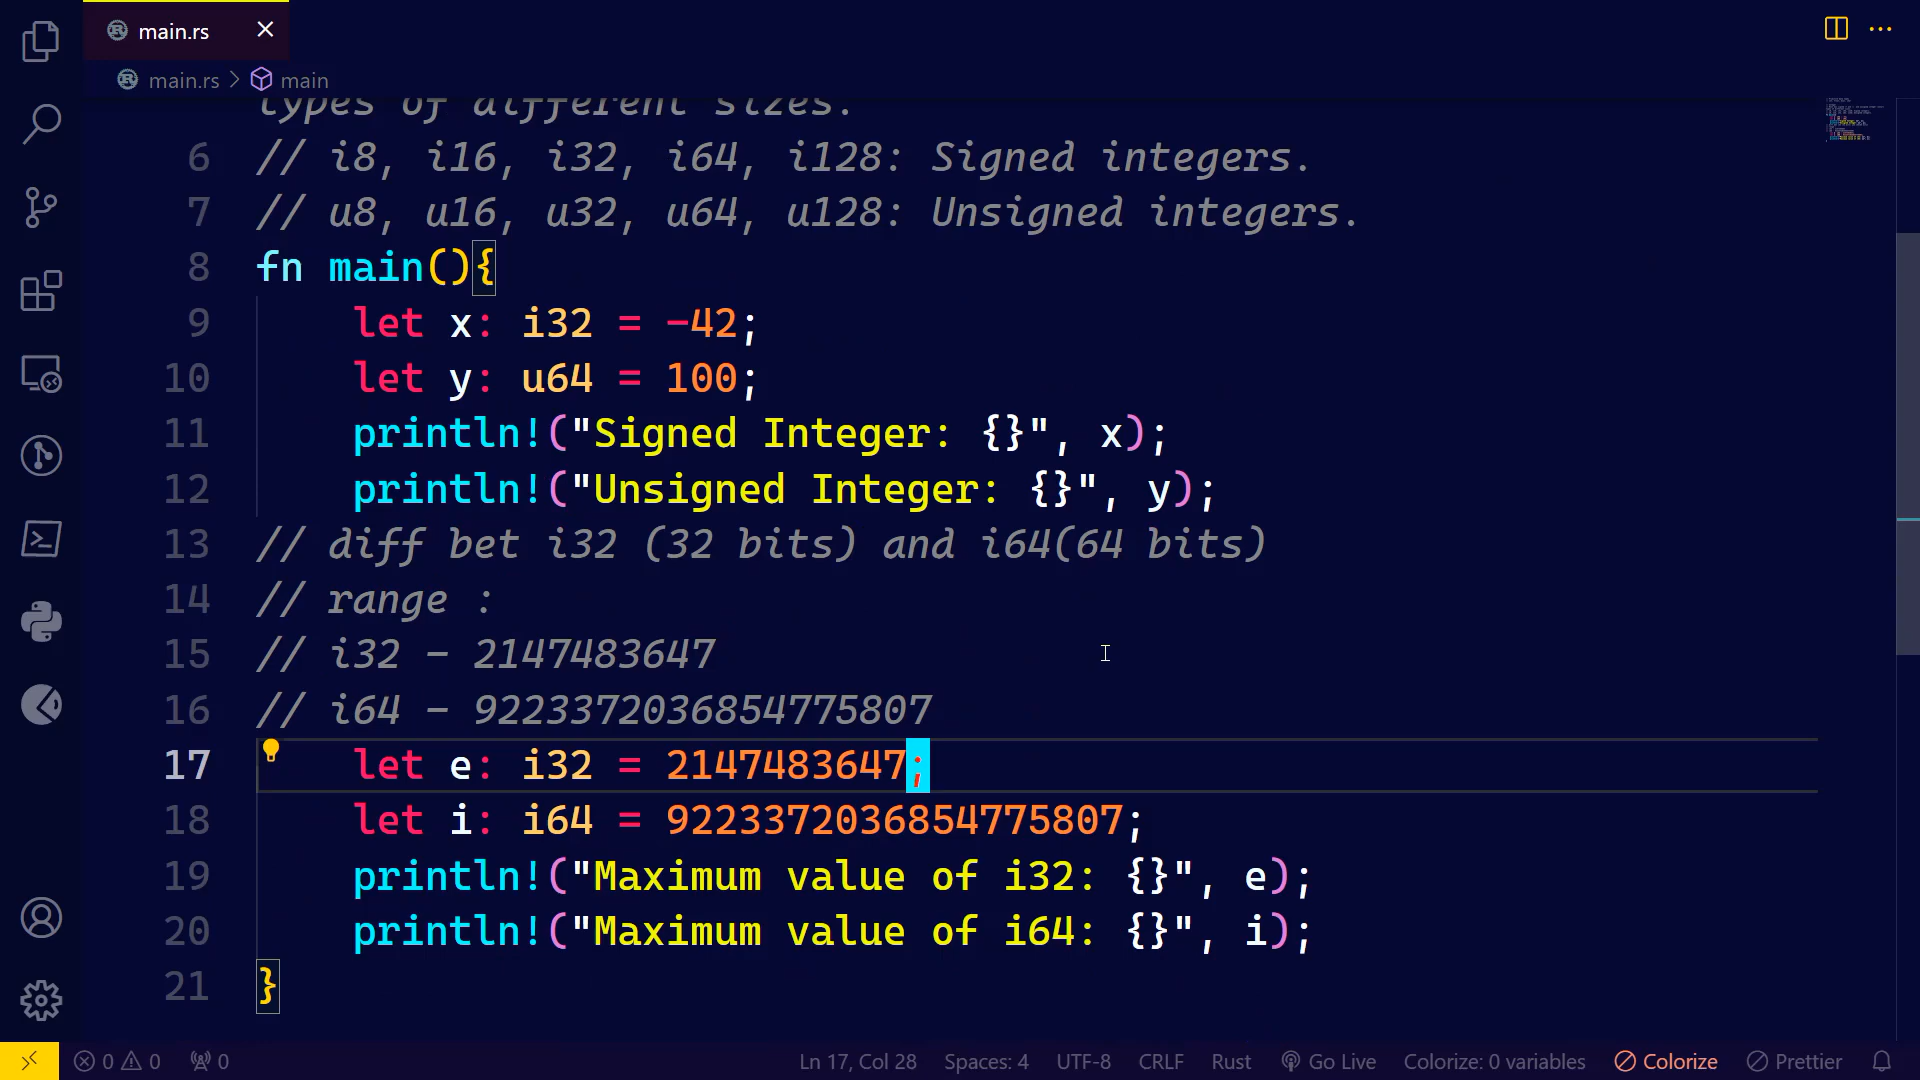 main.rs
main.rs > main
types of different sizes.
6 // i8, i16, i32, i64, i128: Signed integers.
7 // u8, u16, u32, u64, u128: Unsigned integers.
8 fn main(){
9 let x: i32 = -42;
10 let y: u64 = 100;
11 println!("Signed Integer: {}", x);
12 println!("Unsigned Integer: {}", y);
13 // diff bet i32 (32 bits) and i64(64 bits)
14 // range :
15 // i32 - 2147483647
16 // i64 - 9223372036854775807
17 let e: i32 = 2147483647;
18 let i: i64 = 9223372036854775807;
19 println!("Maximum value of i32: {}", e);
20 println!("Maximum value of i64: {}", i);
21 }
0 0 0 Ln 17, Col 28 Spaces: 4 UTF-8 CRLF Rust Go Live Colorize: 0 variables Colorize Prettier